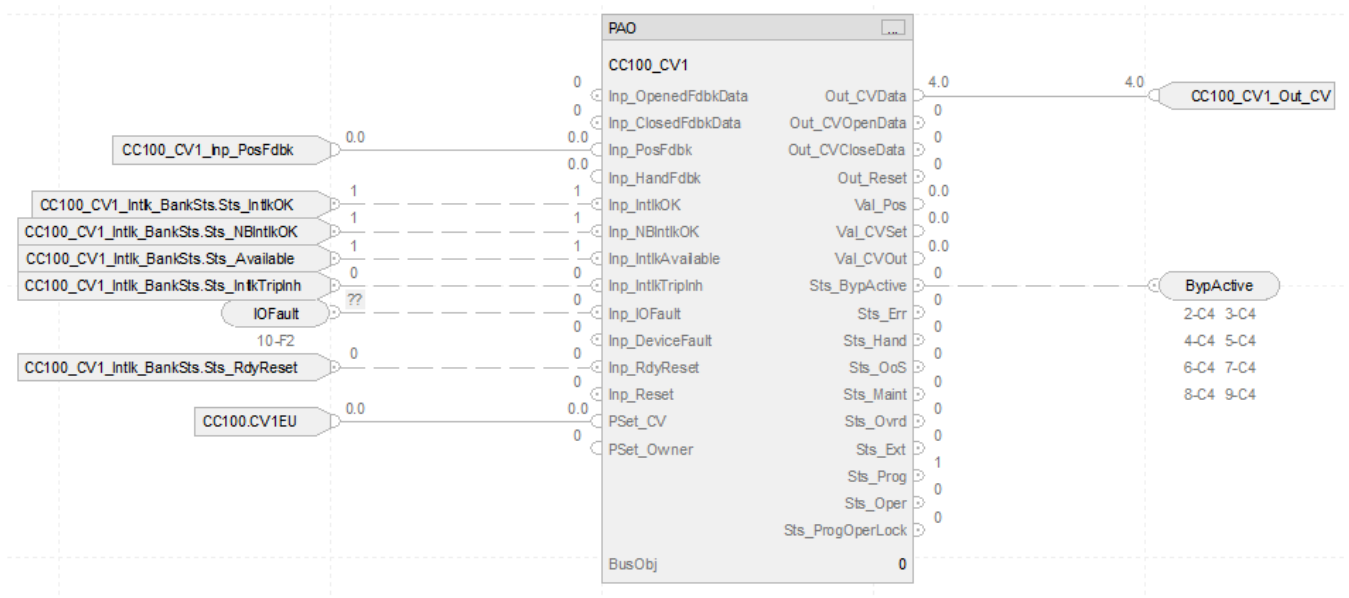 PAO ...
CC100_CV1
0 4.0 4.0
Inp_OpenedFdbkData Out_CVData CC100_CV1_Out_CV
0 0
Inp_ClosedFdbkData Out_CVOpenData
0.0 0.0 0
CC100_CV1_Inp_PosFdbk Inp_PosFdbk Out_CVCloseData
0.0 0
Inp_HandFdbk Out_Reset
1 1 0.0
CC100_CV1_Intlk_BankSts.Sts_IntlkOK Inp_IntlkOK Val_Pos
1 1 0.0
CC100_CV1_Intlk_BankSts.Sts_NBIntlkOK Inp_NBIntlkOK Val_CVSet
1 1 0.0
CC100_CV1_Intlk_BankSts.Sts_Available Inp_IntlkAvailable Val_CVOut
0 0 0
CC100_CV1_Intlk_BankSts.Sts_IntlkTripInh Inp_IntlkTripInh Sts_BypActive BypActive
?? 0 0
IOFault Inp_IOFault Sts_Err 2-C4 3-C4
0 0
10-F2 Inp_DeviceFault Sts_Hand 4-C4 5-C4
0 0 0
CC100_CV1_Intlk_BankSts.Sts_RdyReset Inp_RdyReset Sts_OoS 6-C4 7-C4
0 0
Inp_Reset Sts_Maint 8-C4 9-C4
0.0 0.0 0
CC100.CV1EU PSet_CV Sts_Ovrd
0 0
PSet_Owner Sts_Ext
1
Sts_Prog
0
Sts_Oper
0
Sts_ProgOperLock
BusObj 0